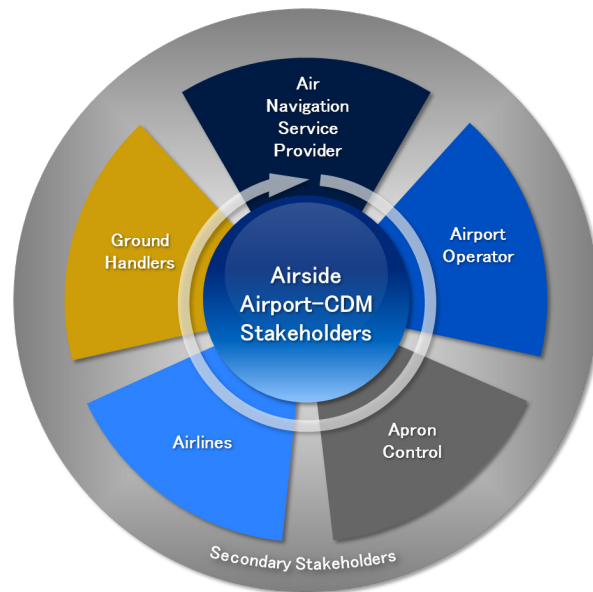 Air
Navigation
Service
Provider
Airport
Operator
Apron
Control
Airlines
Ground
Handlers
Airside
Airport-CDM
Stakeholders
Secondary Stakeholders